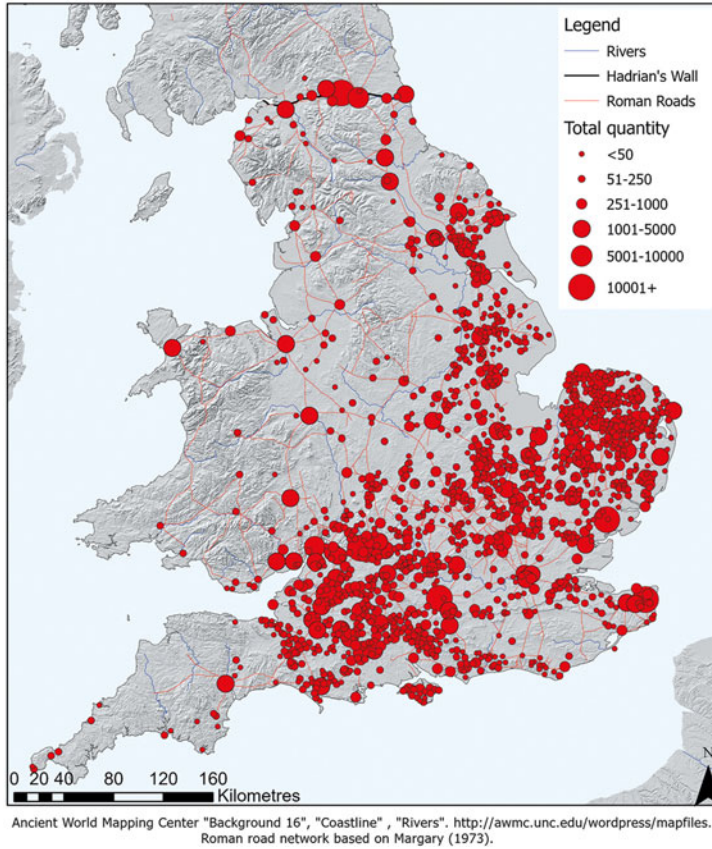 Legend
Rivers
Hadrian's Wall
Roman Roads
Total quantity
<50
51-250
251-1000
1001-5000
5001-10000
10001+
N
0 20 40 80 120 160
Kilometres
Ancient World Mapping Center "Background 16", "Coastline" , "Rivers". http://awmc.unc.edu/wordpress/mapfiles.
Roman road network based on Margary (1973).